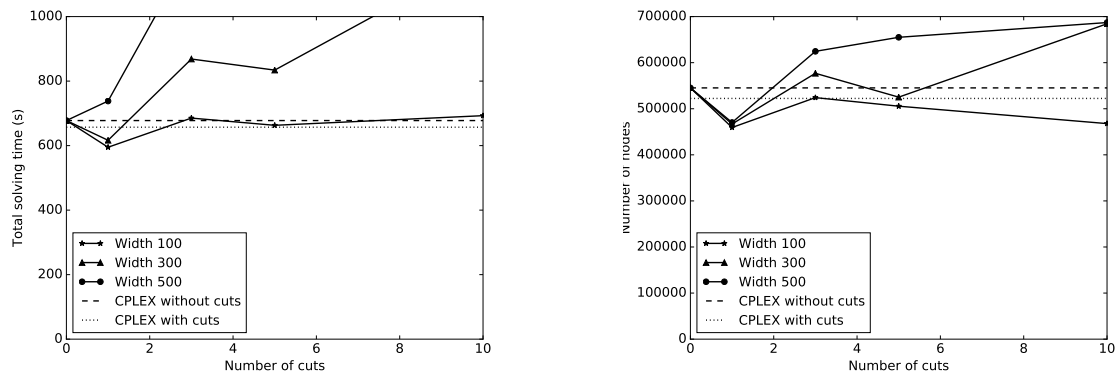 1000
800
600
400
200
0
Total solving time (s)
Width 100
Width 300
Width 500
CPLEX without cuts
CPLEX with cuts
0 2 4 6 8 10
Number of cuts
700000
600000
500000
400000
300000
200000
100000
0
Number of nodes
Width 100
Width 300
Width 500
CPLEX without cuts
CPLEX with cuts
0 2 4 6 8 10
Number of cuts